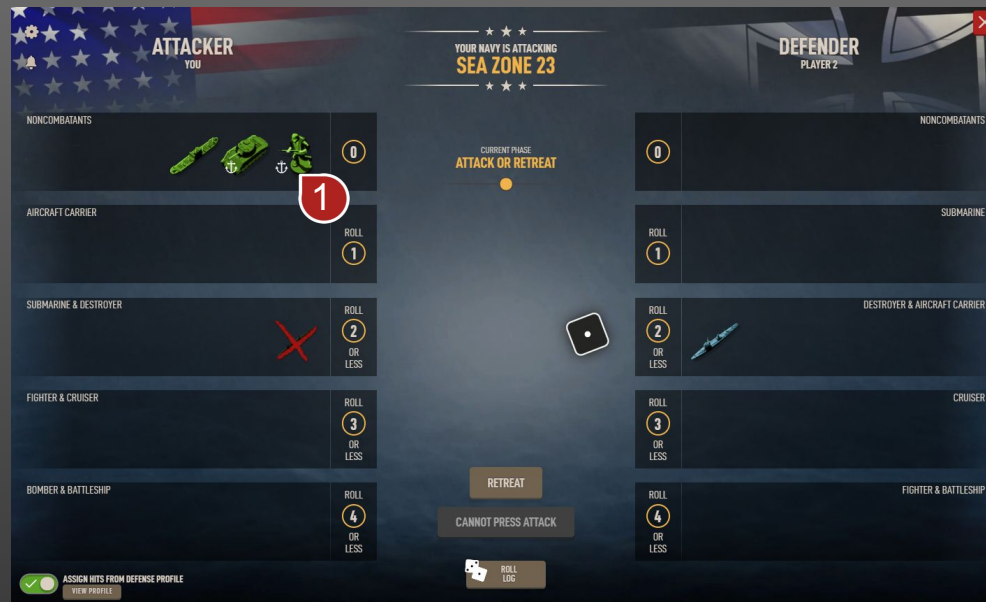 ATTACKER
YOU
YOUR NAVY IS ATTACKING
SEA ZONE 23
DEFENDER
PLAYER 2
NONCOMBATANTS
0
1
CURRENT PHASE
ATTACK OR RETREAT
0
NONCOMBATANTS
AIRCRAFT CARRIER
ROLL
1
ROLL
1
SUBMARINE
SUBMARINE & DESTROYER
ROLL
2
OR
LESS
ROLL
2
OR
LESS
DESTROYER & AIRCRAFT CARRIER
FIGHTER & CRUISER
ROLL
3
OR
LESS
ROLL
3
OR
LESS
CRUISER
BOMBER & BATTLESHIP
ROLL
4
OR
LESS
RETREAT
CANNOT PRESS ATTACK
ROLL
4
OR
LESS
FIGHTER & BATTLESHIP
ASSIGN HITS FROM DEFENSE PROFILE
VIEW PROFILE
ROLL
LOG